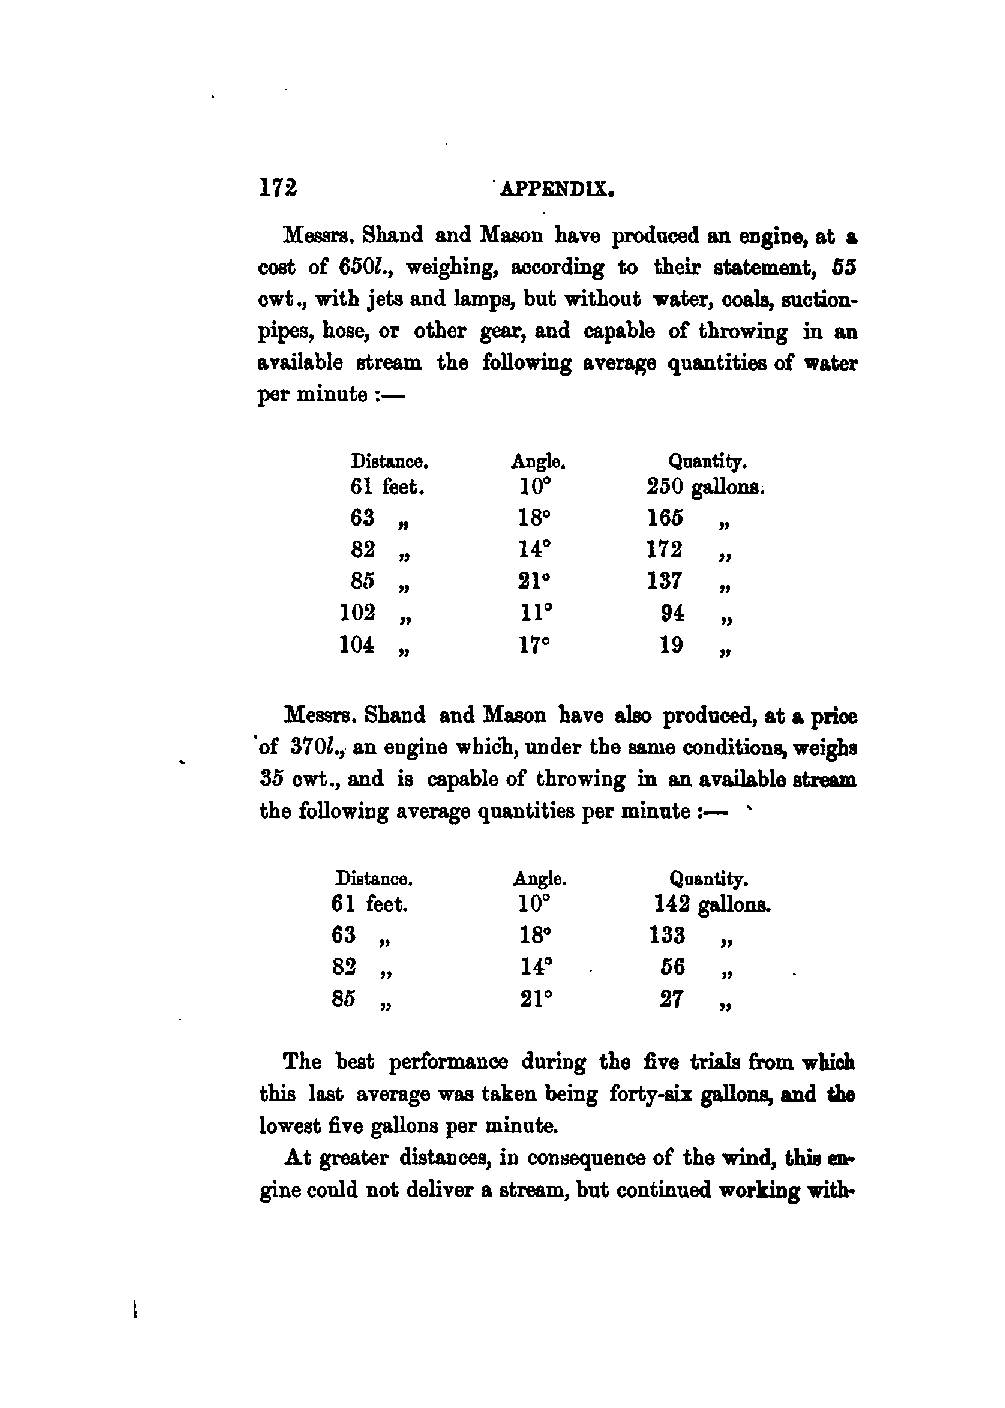 172 APPENDIX.
Messrs. Shand and Mason have produced an engine, at a
cost of 650l., weighing, according to their statement, 55
cwt., with jets and lamps, but without water, coals, suction-
pipes, hose, or other gear, and capable of throwing in an
available stream the following average quantities of water
per minute :—
Distance. Angle. Quantity.
61 feet. 10° 250 gallons.
63 „ 18° 165 „
82 „ 14° 172 „
85 „ 21° 137 „
102 „ 11° 94 „
104 „ 17° 19 „
Messrs. Shand and Mason have also produced, at a price
of 370l., an engine which, under the same conditions, weighs
35 cwt., and is capable of throwing in an available stream
the following average quantities per minute :—
Distance. Angle. Quantity.
61 feet. 10° 142 gallons.
63 „ 18° 133 „
82 „ 14° 56 „
85 „ 21° 27 „
The best performance during the five trials from which
this last average was taken being forty-six gallons, and the
lowest five gallons per minute.
At greater distances, in consequence of the wind, this en-
gine could not deliver a stream, but continued working with-